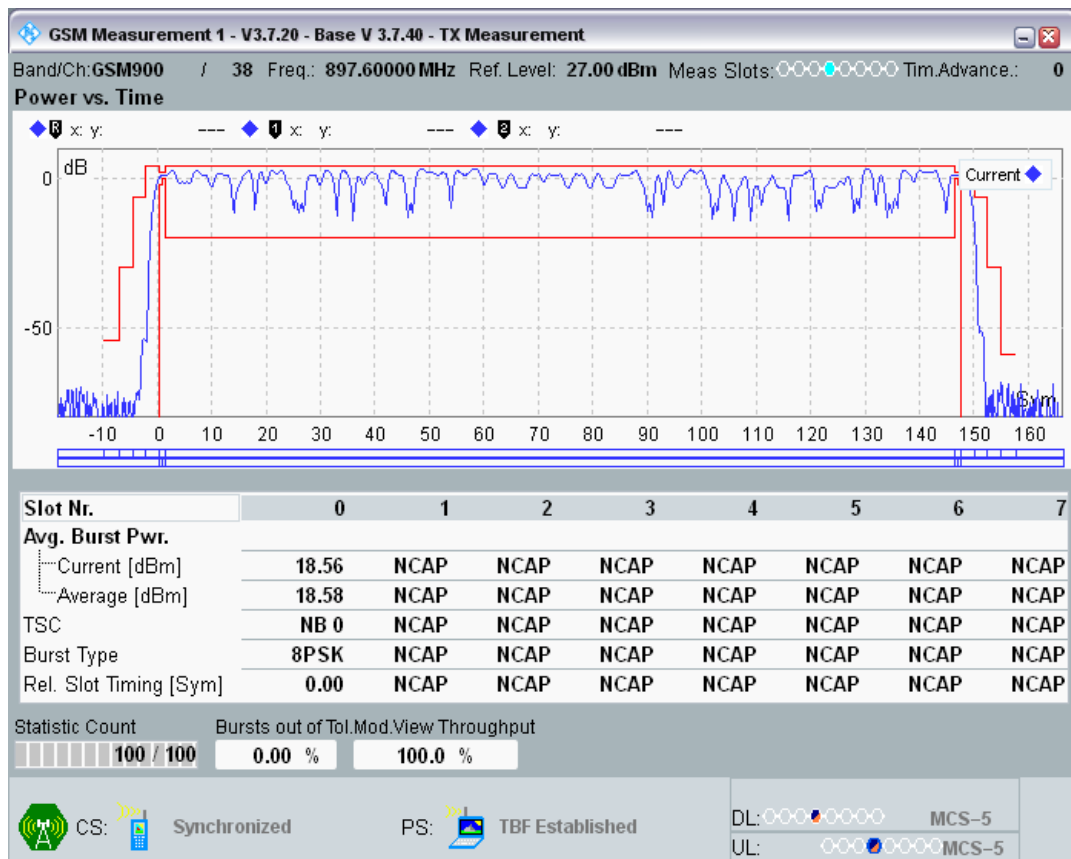 GSM Measurement 1 - V3.7.20 - Base V 3.7.40 - TX Measurement
Band/Ch:GSM900 / 38 Freq.: 897.60000 MHz Ref. Level: 27.00 dBm Meas Slots: Tim.Advance.: 0
Power vs. Time
R x: y: --- 1 x: y: --- 2 x: y: ---
dB
0
Current
-50
Sym
-10 0 10 20 30 40 50 60 70 80 90 100 110 120 130 140 150 160
Slot Nr. 0 1 2 3 4 5 6 7
Avg. Burst Pwr.
Current [dBm] 18.56 NCAP NCAP NCAP NCAP NCAP NCAP NCAP
Average [dBm] 18.58 NCAP NCAP NCAP NCAP NCAP NCAP NCAP
TSC NB 0 NCAP NCAP NCAP NCAP NCAP NCAP NCAP
Burst Type 8PSK NCAP NCAP NCAP NCAP NCAP NCAP NCAP
Rel. Slot Timing [Sym] 0.00 NCAP NCAP NCAP NCAP NCAP NCAP NCAP
Statistic Count Bursts out of Tol.Mod.View Throughput
100 / 100 0.00 % 100.0 %
CS: Synchronized PS: TBF Established
DL: MCS-5
UL: MCS-5